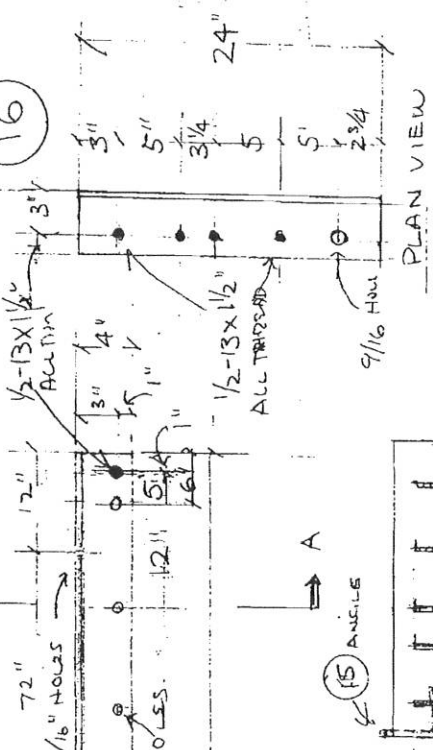 16
3"
3"
5"
3 1/4
5
5
2 3/4
24"
PLAN VIEW
1/2-13x1 1/2"
1/2-13x1 1/2"
ALL THREAD
9/16 HOLE
72"
12"
/16" HOLES
3"
4"
1"
1"
5"
6"
12"
OLES.
A
15 ANGLE